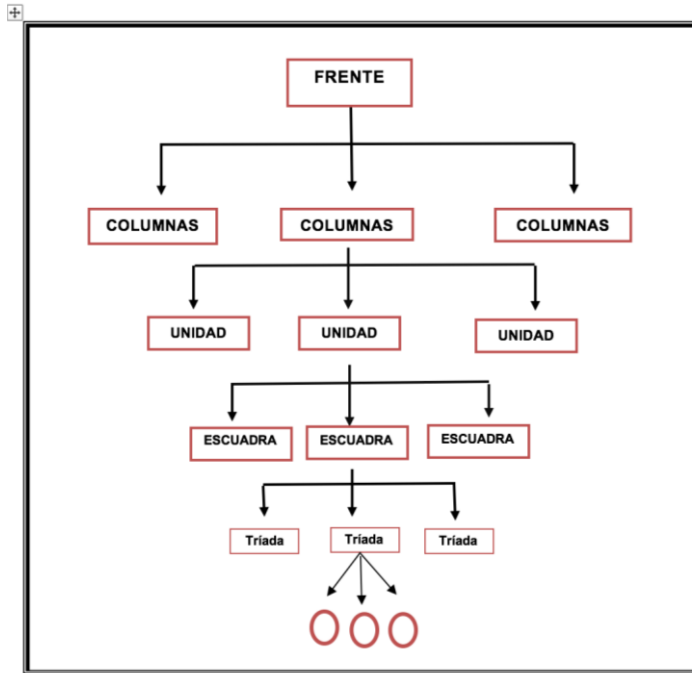 FRENTE
COLUMNAS
COLUMNAS
COLUMNAS
UNIDAD
UNIDAD
UNIDAD
ESCUADRA
ESCUADRA
ESCUADRA
Tríada
Tríada
Tríada